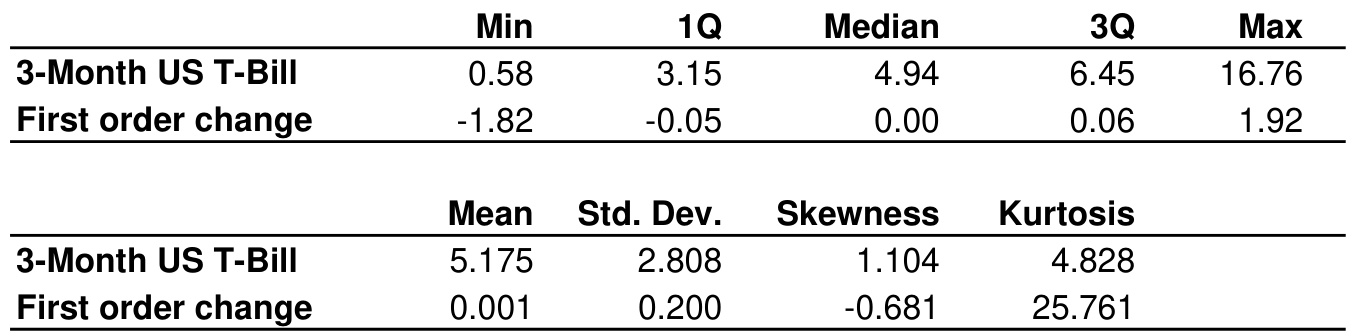 Min 1Q Median 3Q Max
3-Month US T-Bill 0.58 3.15 4.94 6.45 16.76
First order change -1.82 -0.05 0.00 0.06 1.92
Mean Std. Dev. Skewness Kurtosis
3-Month US T-Bill 5.175 2.808 1.104 4.828
First order change 0.001 0.200 -0.681 25.761